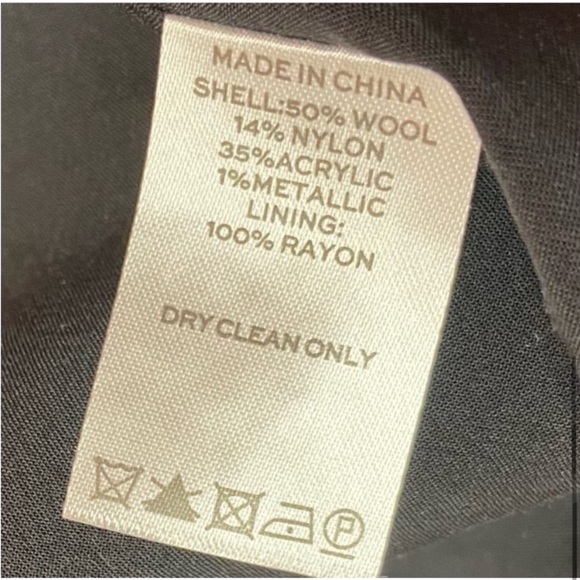 MADE IN CHINA
SHELL:50% WOOL
14% NYLON
35%ACRYLIC
1%METALLIC
LINING:
100% RAYON
DRY CLEAN ONLY
P